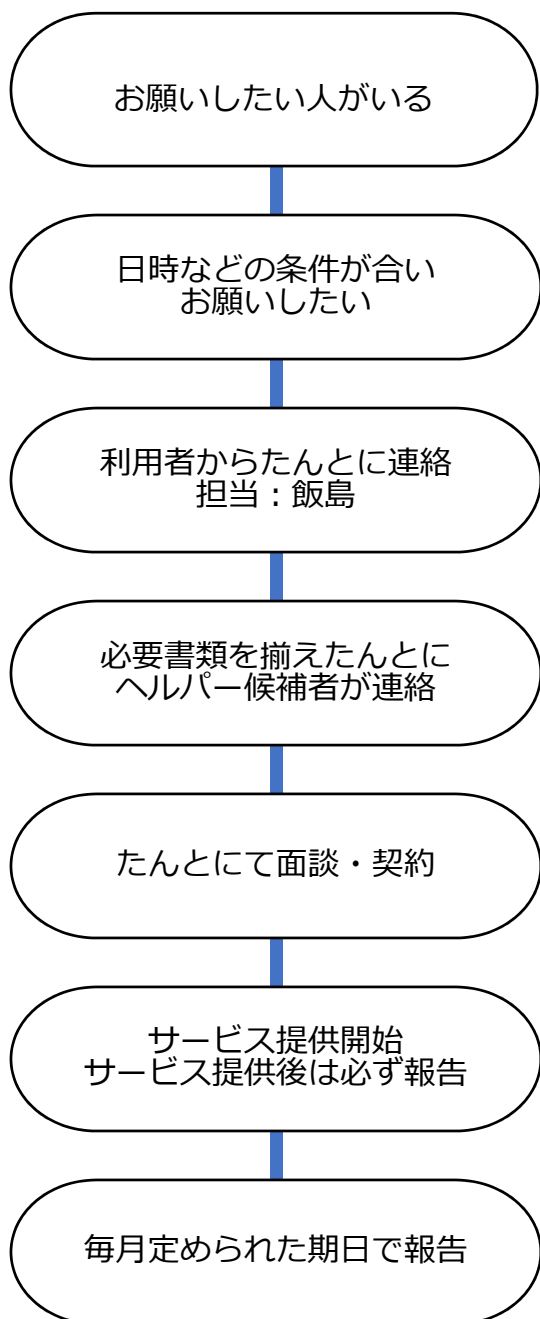 お願いしたい人がいる
日時などの条件が合い
お願いしたい
利用者からたんとに連絡
担当：飯島
必要書類を揃えたんとに
ヘルパー候補者が連絡
たんとにて面談・契約
サービス提供開始
サービス提供後は必ず報告
毎月定められた期日で報告